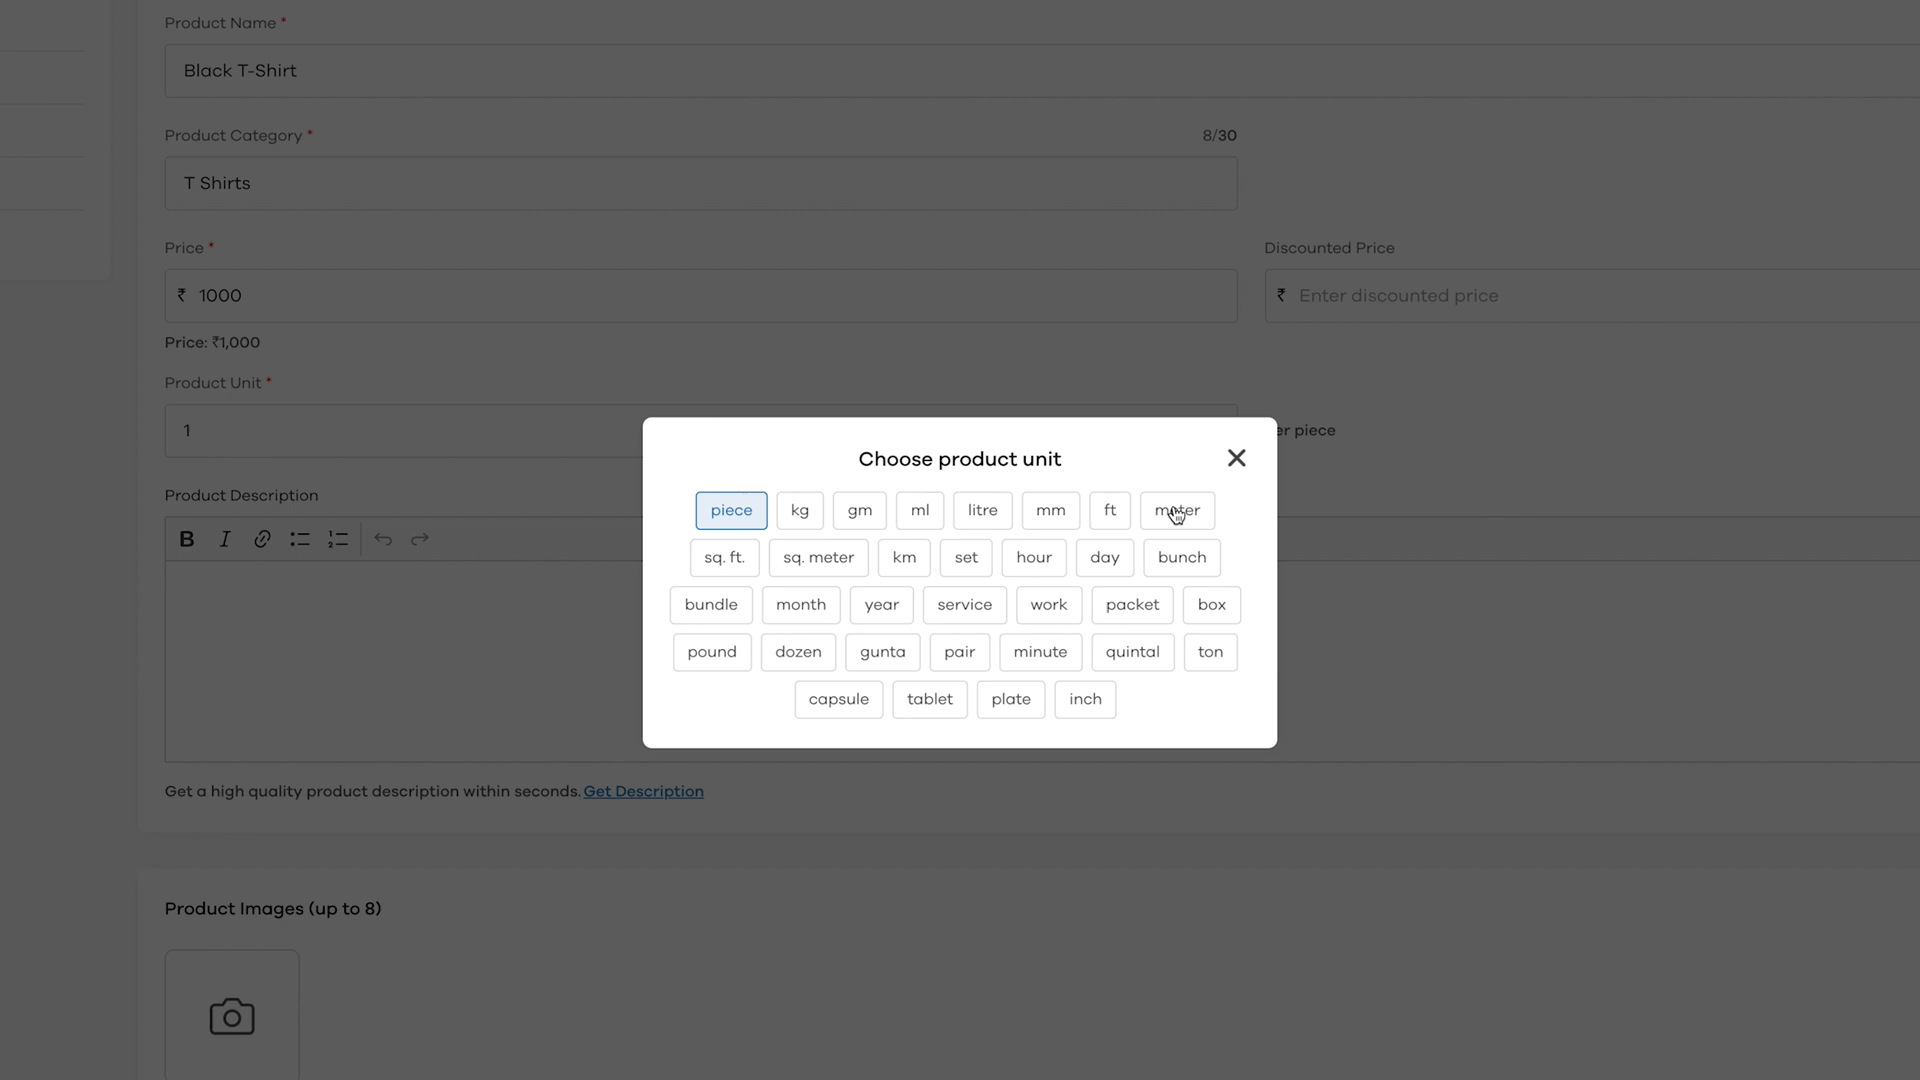 Product Name *
Black T-Shirt
Product Category *
8/30
T Shirts
Price *
Discounted Price
₹ 1000
₹ Enter discounted price
Price: ₹1,000
Product Unit *
1
er piece
Choose product unit
piece kg gm ml litre mm ft meter
sq. ft. sq. meter km set hour day bunch
bundle month year service work packet box
pound dozen gunta pair minute quintal ton
capsule tablet plate inch
Product Description
B I
Get a high quality product description within seconds. Get Description
Product Images (up to 8)